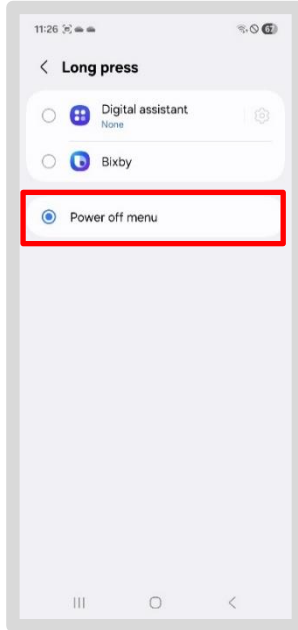 11:26
Long press
Digital assistant
None
Bixby
Power off menu